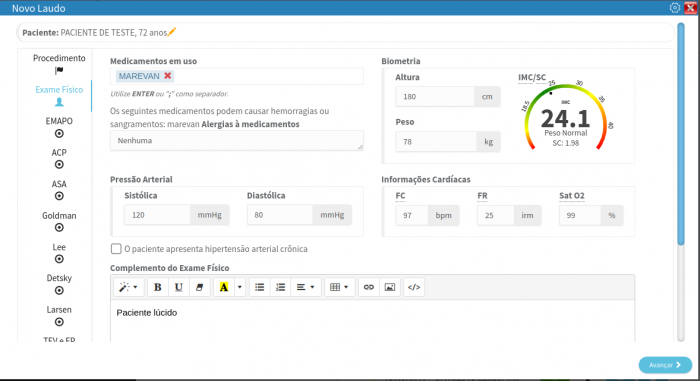 Novo Laudo
Paciente: PACIENTE DE TESTE, 72 anos
Procedimento
Exame Físico
EMAPO
ACP
ASA
Goldman
Lee
Detsky
Larsen
TEV e EP
Medicamentos em uso
MAREVAN
Utilize ENTER ou ";" como separador.
Os seguintes medicamentos podem causar hemorragias ou
sangramentos: marevan Alergias à medicamentos
Nenhuma
Biometria
Altura
180 cm
Peso
78 kg
IMC/SC
18.5 25 30 35 40
IMC
24.1
Peso Normal
SC: 1.98
Pressão Arterial
Sistólica Diastólica
120 mmHg 80 mmHg
Informações Cardíacas
FC FR Sat O2
97 bpm 25 irm 99 %
O paciente apresenta hipertensão arterial crônica
Complemento do Exame Físico
B U A
Paciente lúcido
Avançar